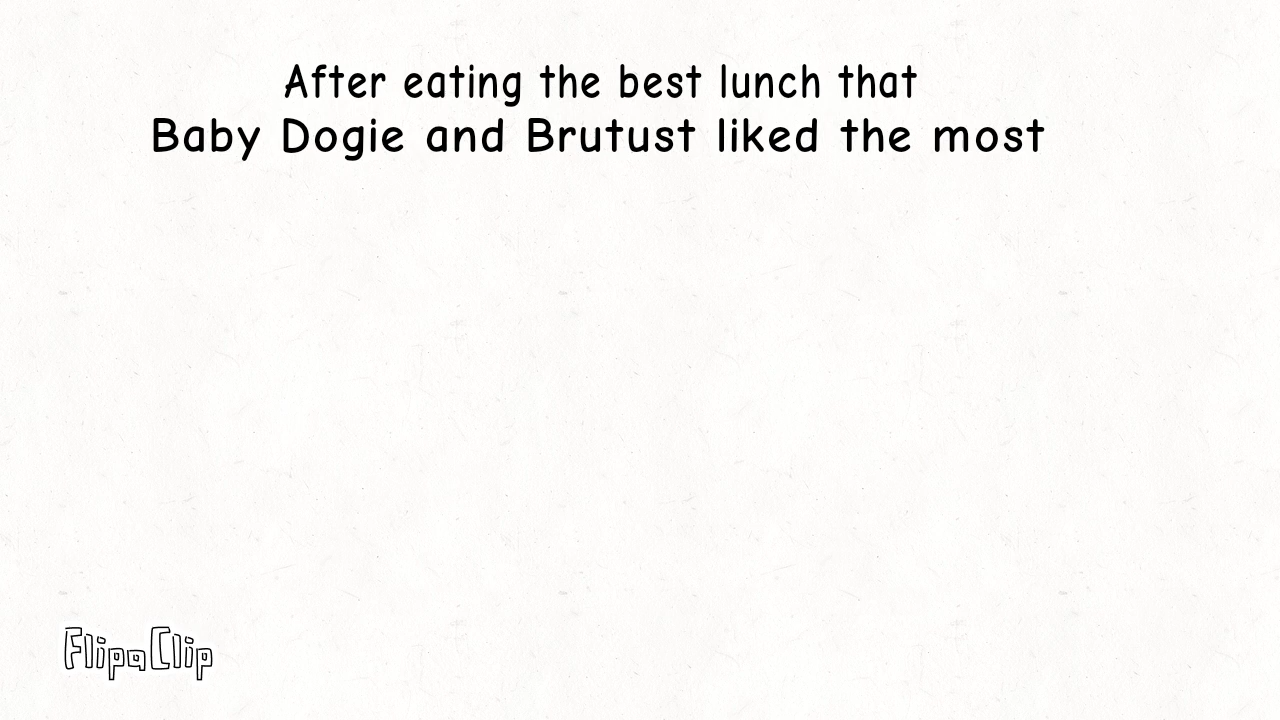 After eating the best lunch that
Baby Dogie and Brutust liked the most
FlipaClip